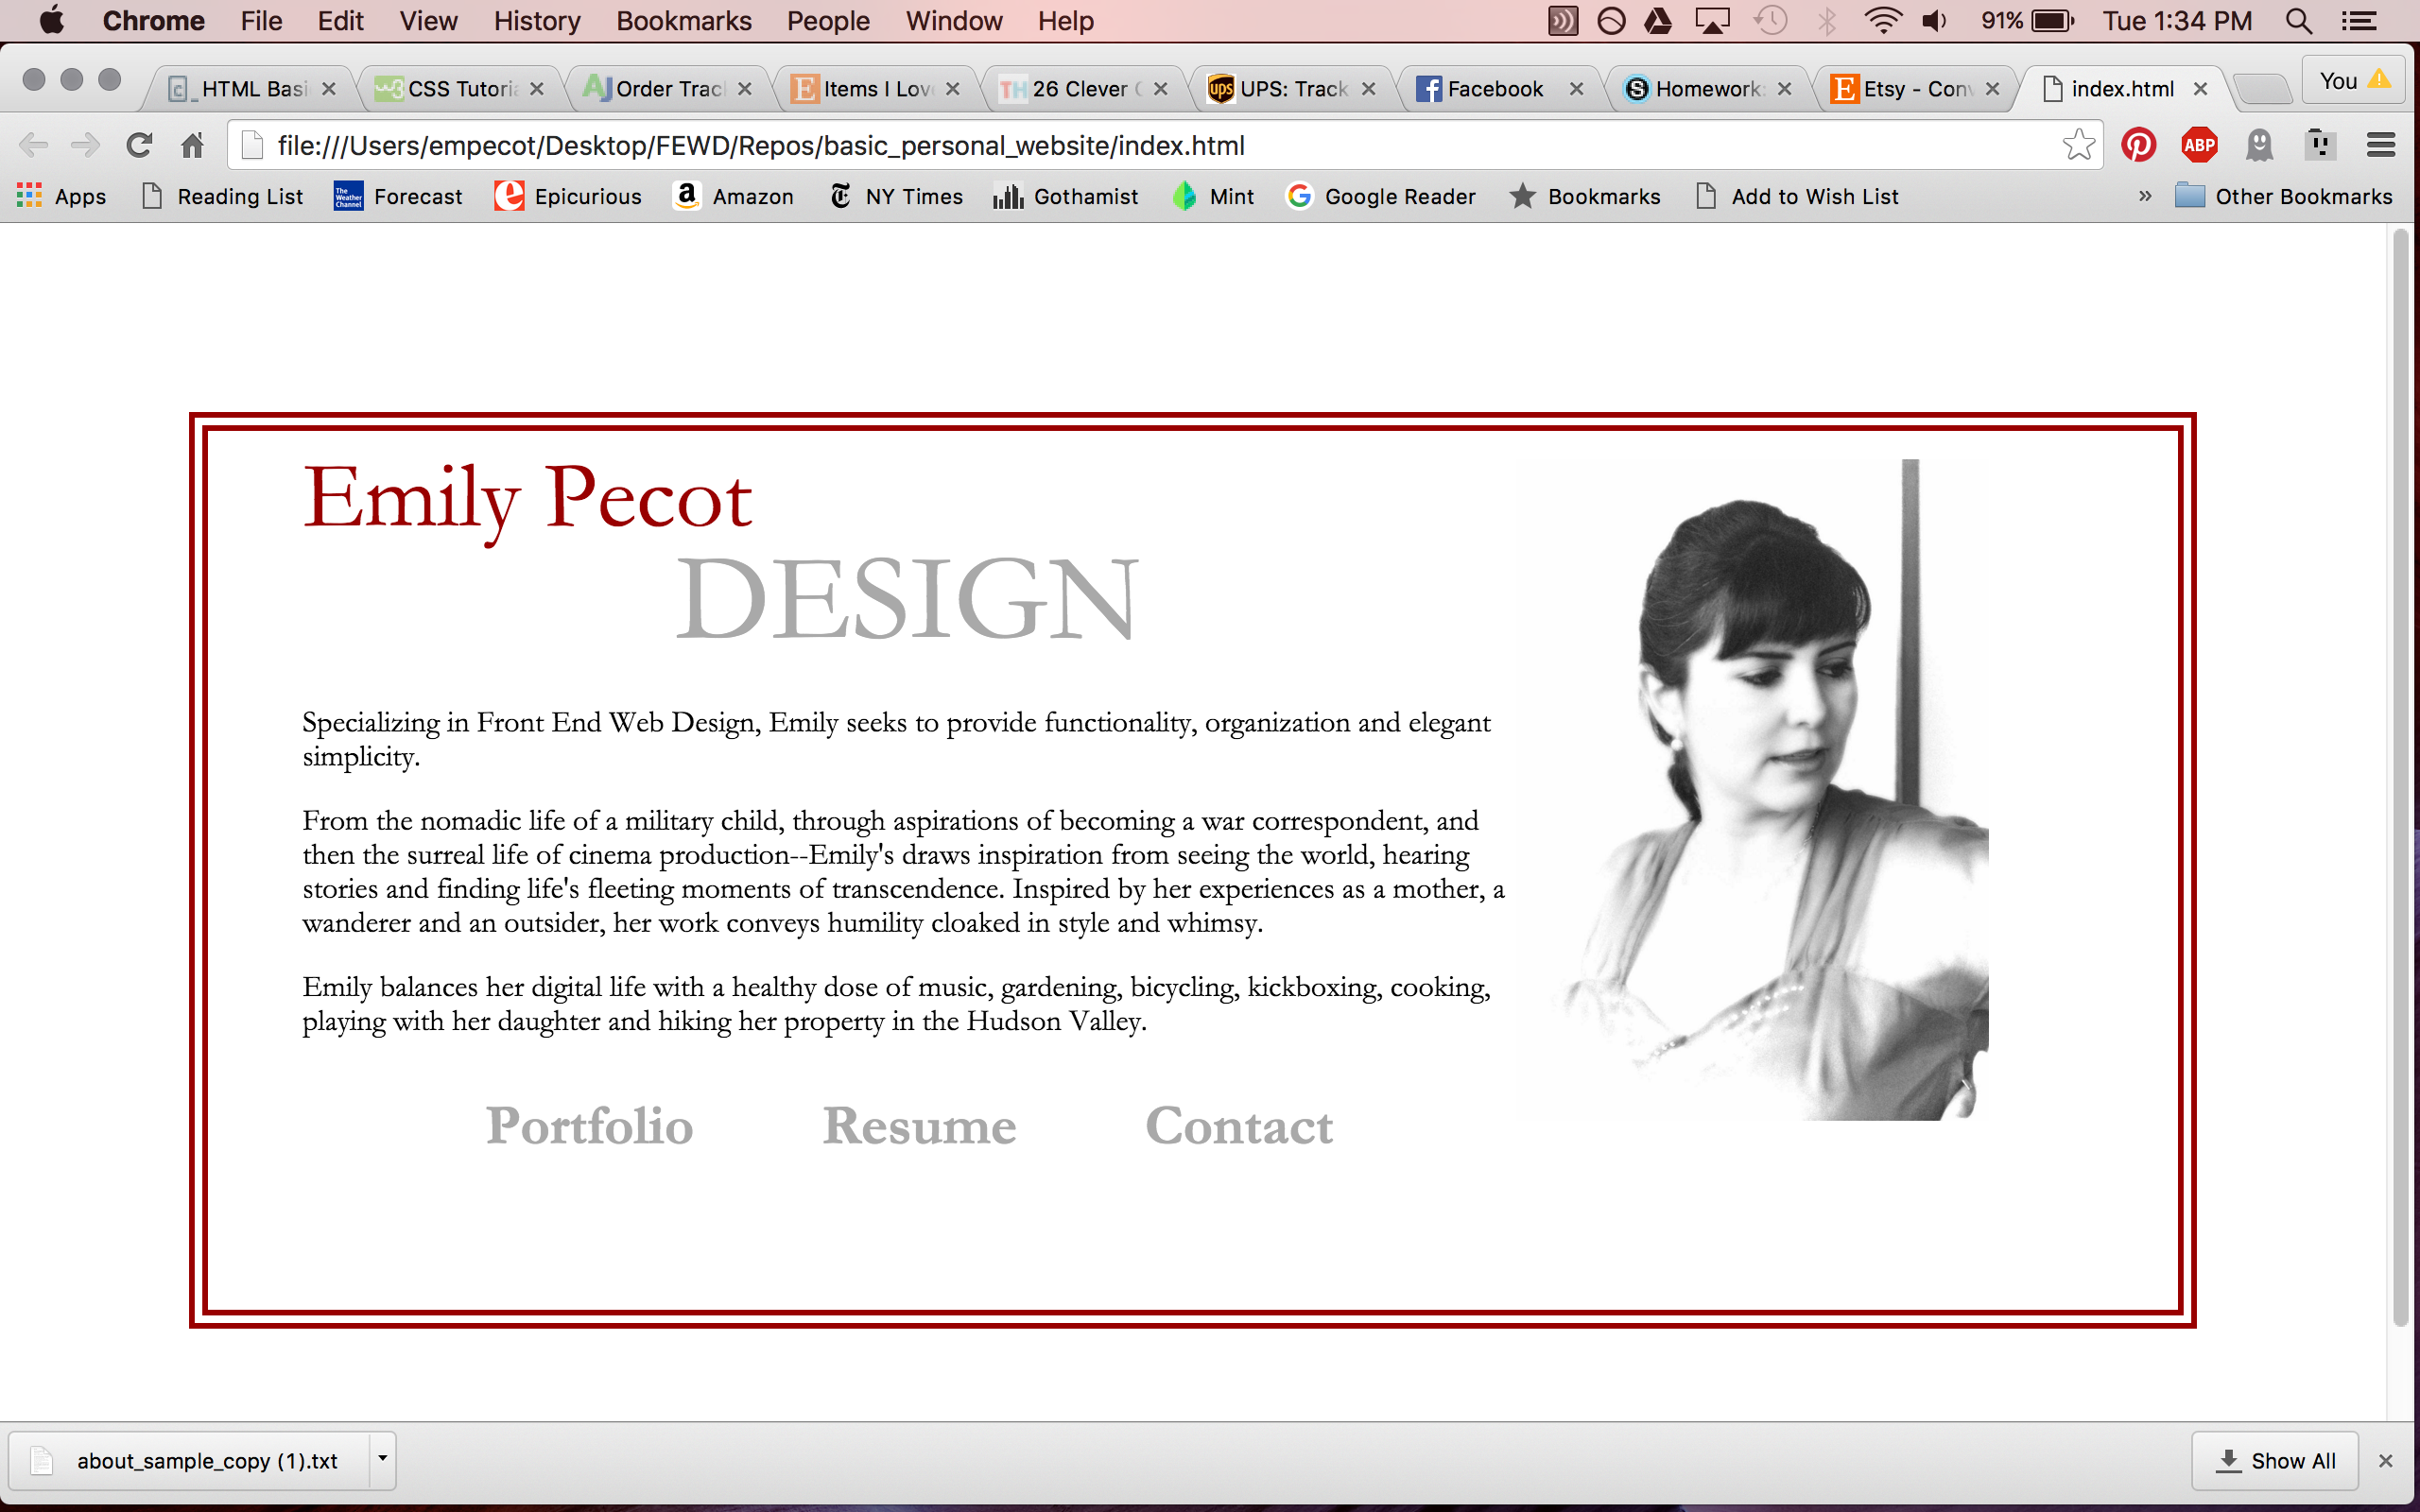 Chrome File Edit View History Bookmarks People Window Help 91% Tue 1:34 PM
HTML Basi CSS Tutoria Order Trac Items I Lov 26 Clever UPS: Track Facebook Homework: Etsy - Conv index.html You
file:///Users/empecot/Desktop/FEWD/Repos/basic_personal_website/index.html ABP
Apps Reading List The Weather Channel Forecast Epicurious Amazon NY Times Gothamist Mint Google Reader Bookmarks Add to Wish List » Other Bookmarks
Emily Pecot
DESIGN
Specializing in Front End Web Design, Emily seeks to provide functionality, organization and elegant
simplicity.
From the nomadic life of a military child, through aspirations of becoming a war correspondent, and
then the surreal life of cinema production--Emily's draws inspiration from seeing the world, hearing
stories and finding life's fleeting moments of transcendence. Inspired by her experiences as a mother, a
wanderer and an outsider, her work conveys humility cloaked in style and whimsy.
Emily balances her digital life with a healthy dose of music, gardening, bicycling, kickboxing, cooking,
playing with her daughter and hiking her property in the Hudson Valley.
Portfolio Resume Contact
about_sample_copy (1).txt Show All